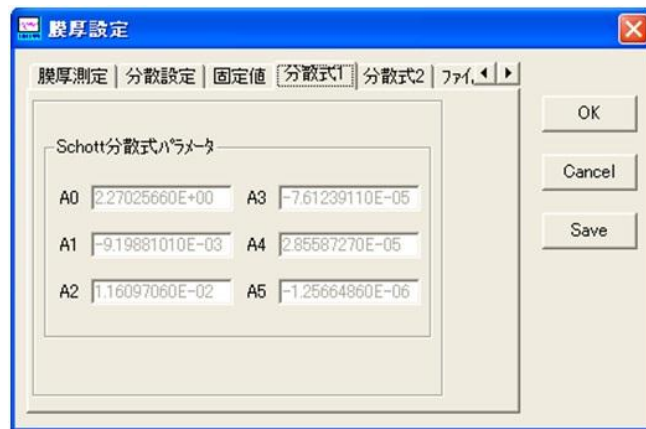 膜厚設定
膜厚測定 分散設定 固定値 分散式1 分散式2 ﾌｧｲ
Schott分散式ﾊﾟﾗﾒｰﾀ
A0 2.27025660E+00 A3 -7.61239110E-05
A1 -9.19881010E-03 A4 2.85587270E-05
A2 1.16097060E-02 A5 -1.25664860E-06
OK
Cancel
Save